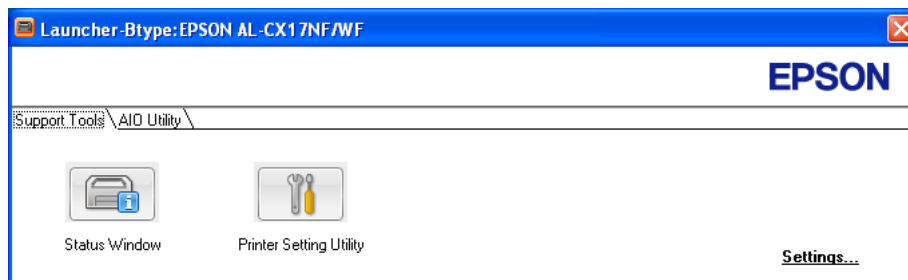 Launcher-Btype:EPSON AL-CX17NF/WF
EPSON
Support Tools AIO Utility
Status Window Printer Setting Utility
Settings...